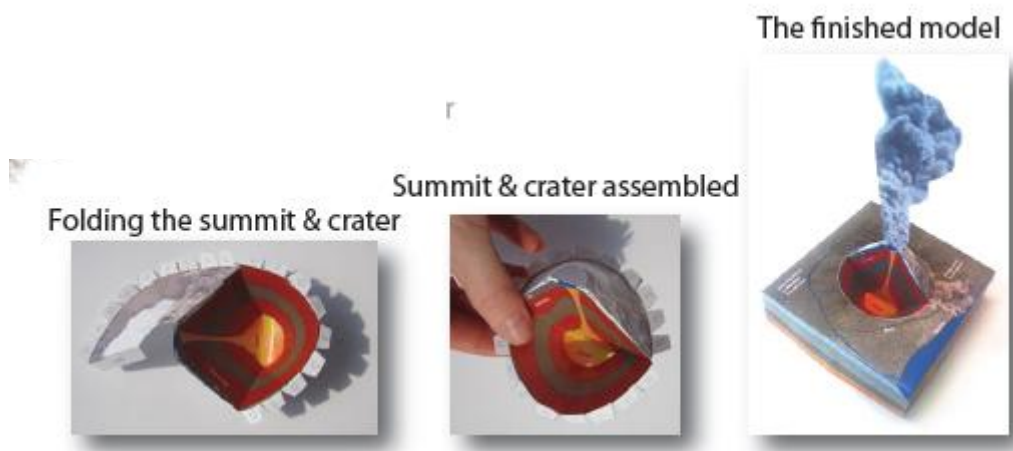 The finished model
r
Summit & crater assembled
Folding the summit & crater